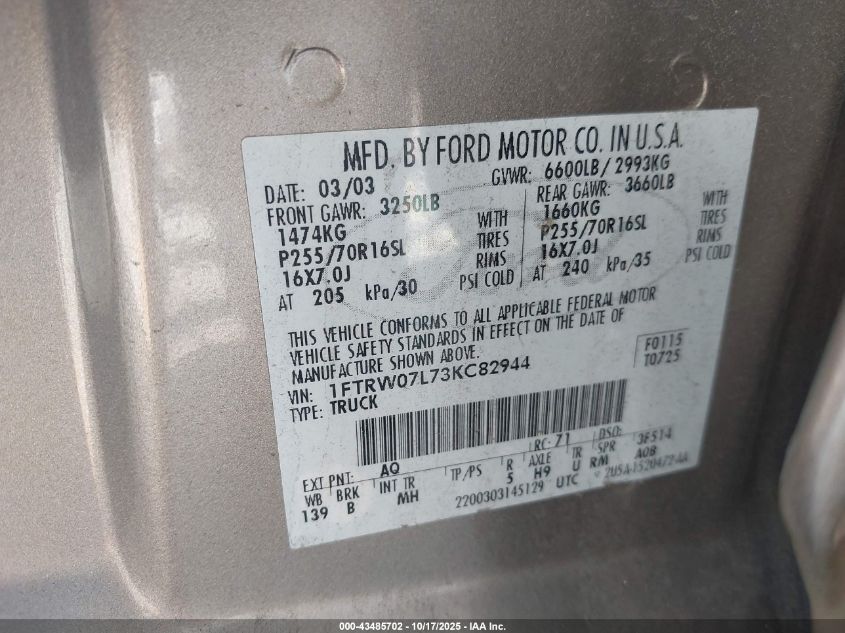 MFD. BY FORD MOTOR CO. IN U.S.A.
DATE: 03/03 GVWR: 6600LB/ 2993KG
FRONT GAWR: 3250LB REAR GAWR: 3660LB
1474KG WITH 1660KG WITH
P255/70R16SL TIRES P255/70R16SL TIRES
16X7.0J RIMS 16X7.0J RIMS
AT 205 kPa/30 PSI COLD AT 240 kPa/35 PSI COLD
THIS VEHICLE CONFORMS TO ALL APPLICABLE FEDERAL MOTOR
VEHICLE SAFETY STANDARDS IN EFFECT ON THE DATE OF
MANUFACTURE SHOWN ABOVE.
F0115
T0725
VIN: 1FTRW07L73KC82944
TYPE: TRUCK
EXT PNT: AQ RC: 71 DSO: 3F514
WB BRK INT TR TP/PS R AXLE TR SPR
139 B MH 5 H9 U RM AOB
2200303145129 UTC
000-43485702 - 10/17/2025 - IAA Inc.